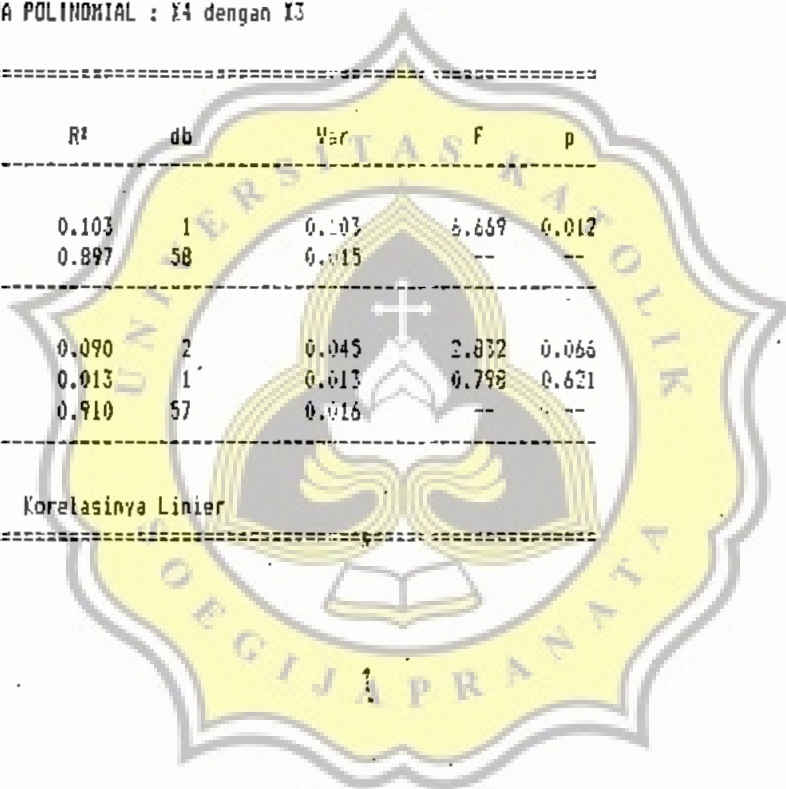 A POLINOMIAL : X4 dengan X3
R² db Var F p
0.103 1 0.103 6.669 0.012
0.897 58 0.015 -- --
0.090 2 0.045 2.832 0.066
0.013 1 0.013 0.798 0.621
0.910 57 0.016 -- --
Korelasinya Linier
UNIVERSITAS KATOLIK
SOEGIJAPRANATA